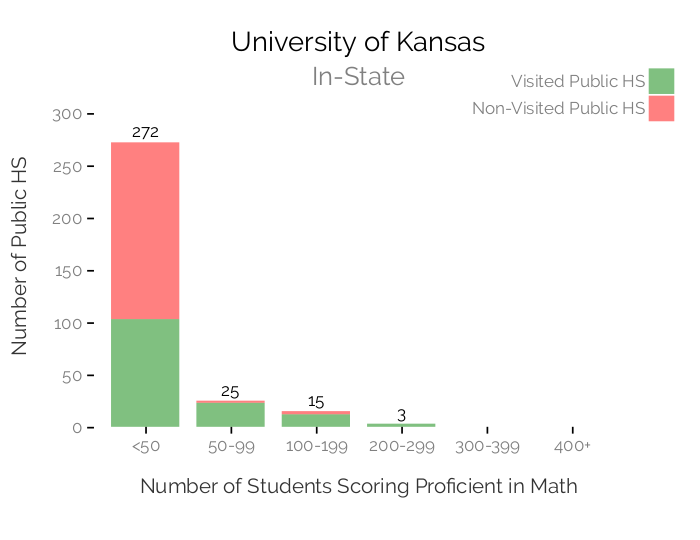 University of Kansas
In-State
Visited Public HS
Non-Visited Public HS
Number of Public HS
300
250
200
150
100
50
0
272
25
15
3
<50
50-99
100-199
200-299
300-399
400+
Number of Students Scoring Proficient in Math